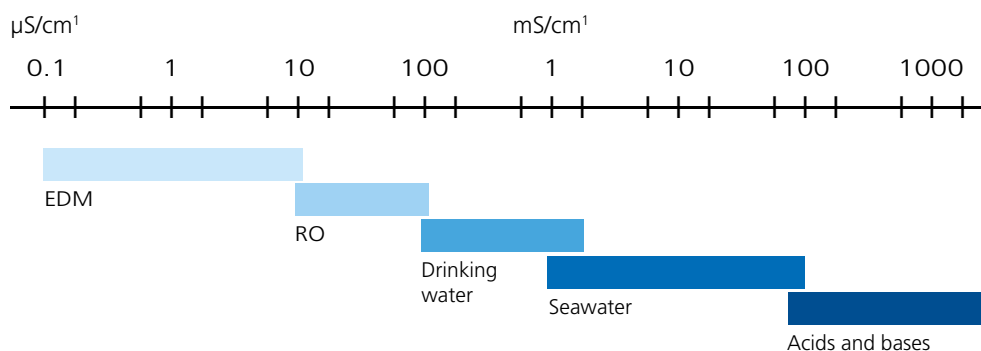 µS/cm¹ mS/cm¹
0.1 1 10 100 1 10 100 1000
EDM
RO
Drinking
water
Seawater
Acids and bases